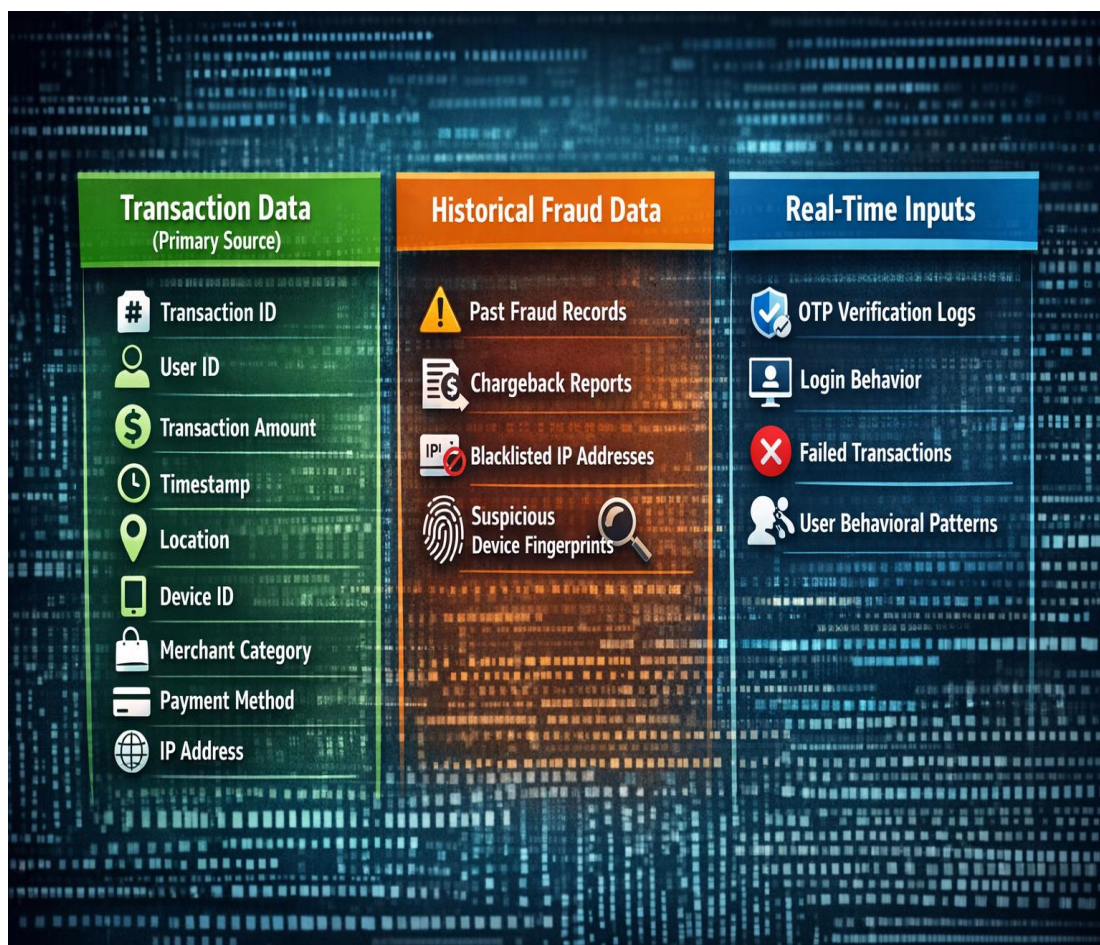 Transaction Data
(Primary Source)
#
Transaction ID
User ID
$
Transaction Amount
Timestamp
Location
Device ID
Merchant Category
Payment Method
IP Address
Historical Fraud Data
Past Fraud Records
$
Chargeback Reports
IP
Blacklisted IP Addresses
Suspicious
Device Fingerprints
Real-Time Inputs
OTP Verification Logs
Login Behavior
Failed Transactions
User Behavioral Patterns